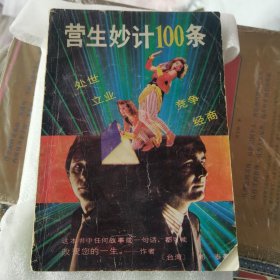 营生妙计100条
处世
立业
竞争
经商
这本书中任何故事或一句话，都可能
改变您的一生。——作者
〔台湾〕